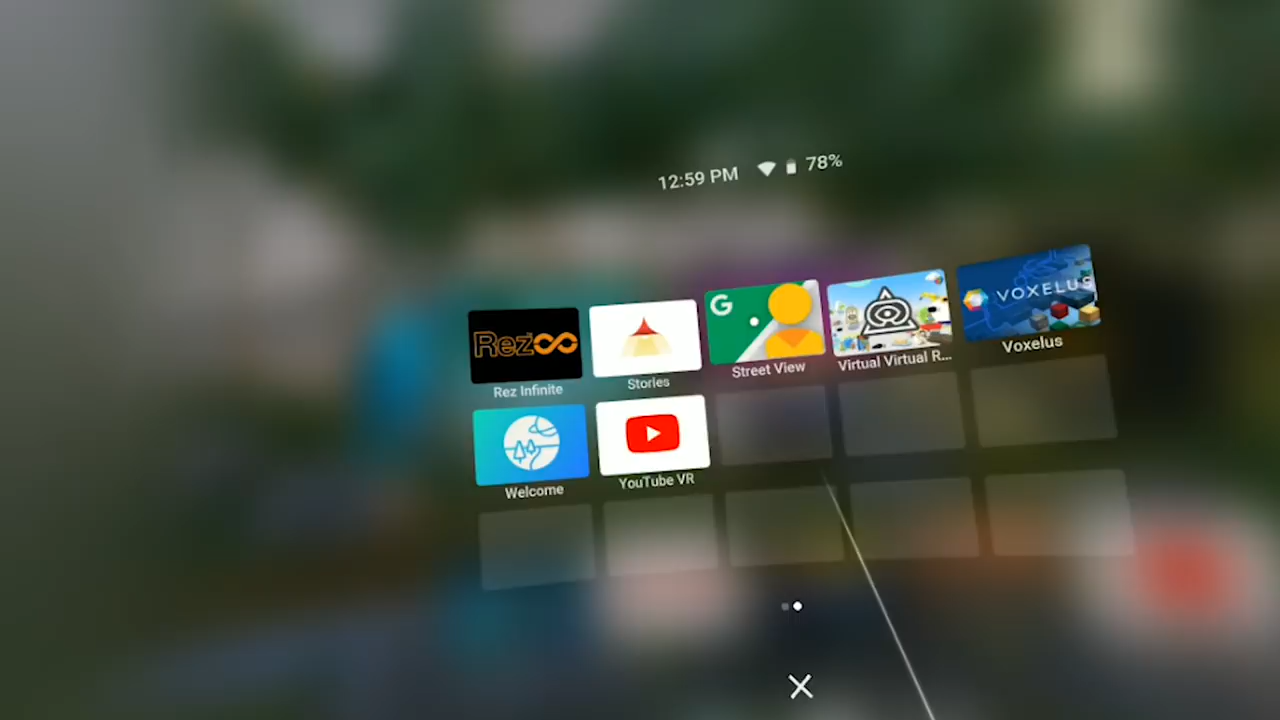 12:59 PM 78%
Rez∞
G
VOXELUS
Rez Infinite
Stories
Street View
Virtual Virtual R...
Voxelus
Welcome
YouTube VR